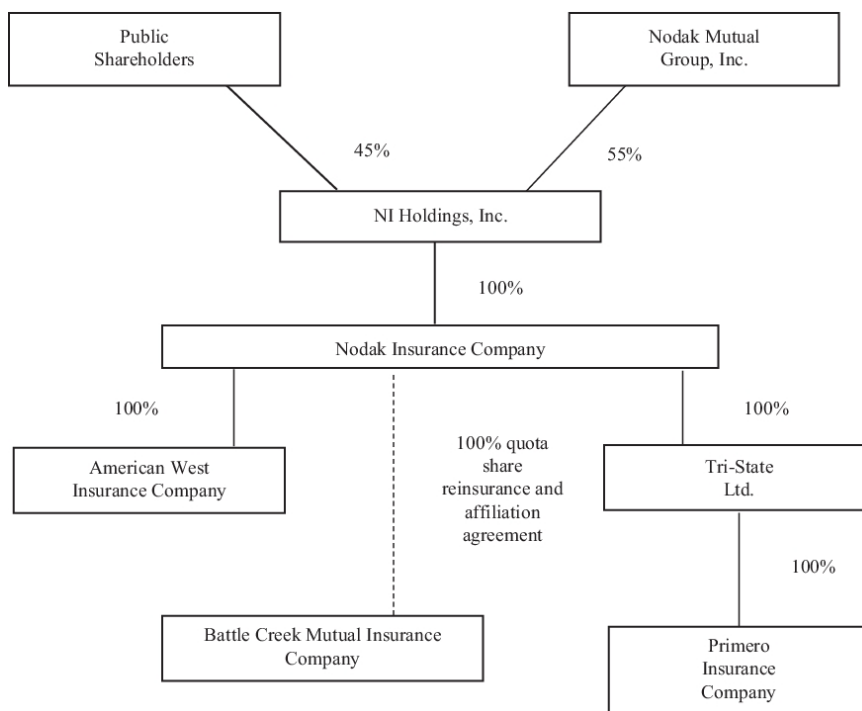 Public
Shareholders
Nodak Mutual
Group, Inc.
45%
55%
NI Holdings, Inc.
100%
Nodak Insurance Company
100%
100% quota
share
reinsurance and
affiliation
agreement
100%
American West
Insurance Company
Tri-State
Ltd.
100%
Battle Creek Mutual Insurance
Company
Primero
Insurance
Company